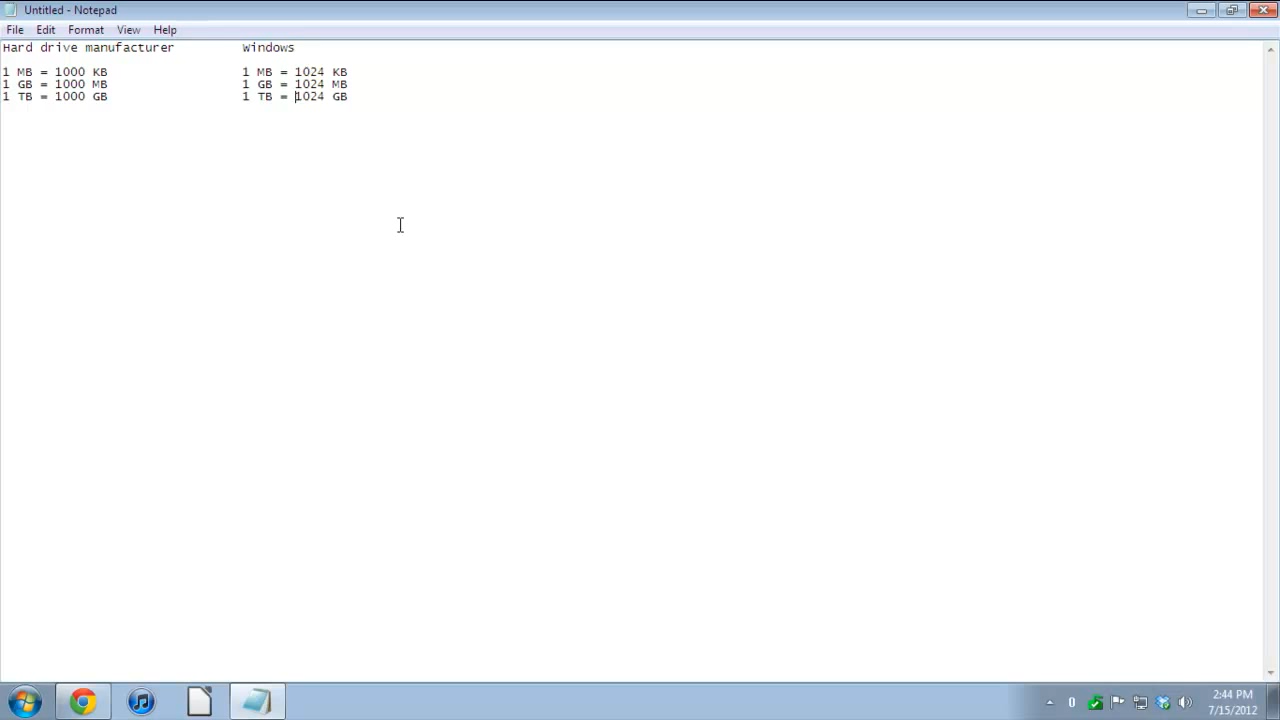 Untitled - Notepad
File Edit Format View Help
Hard drive manufacturer Windows
1 MB = 1000 KB 1 MB = 1024 KB
1 GB = 1000 MB 1 GB = 1024 MB
1 TB = 1000 GB 1 TB = 1024 GB
0
2:44 PM
7/15/2012